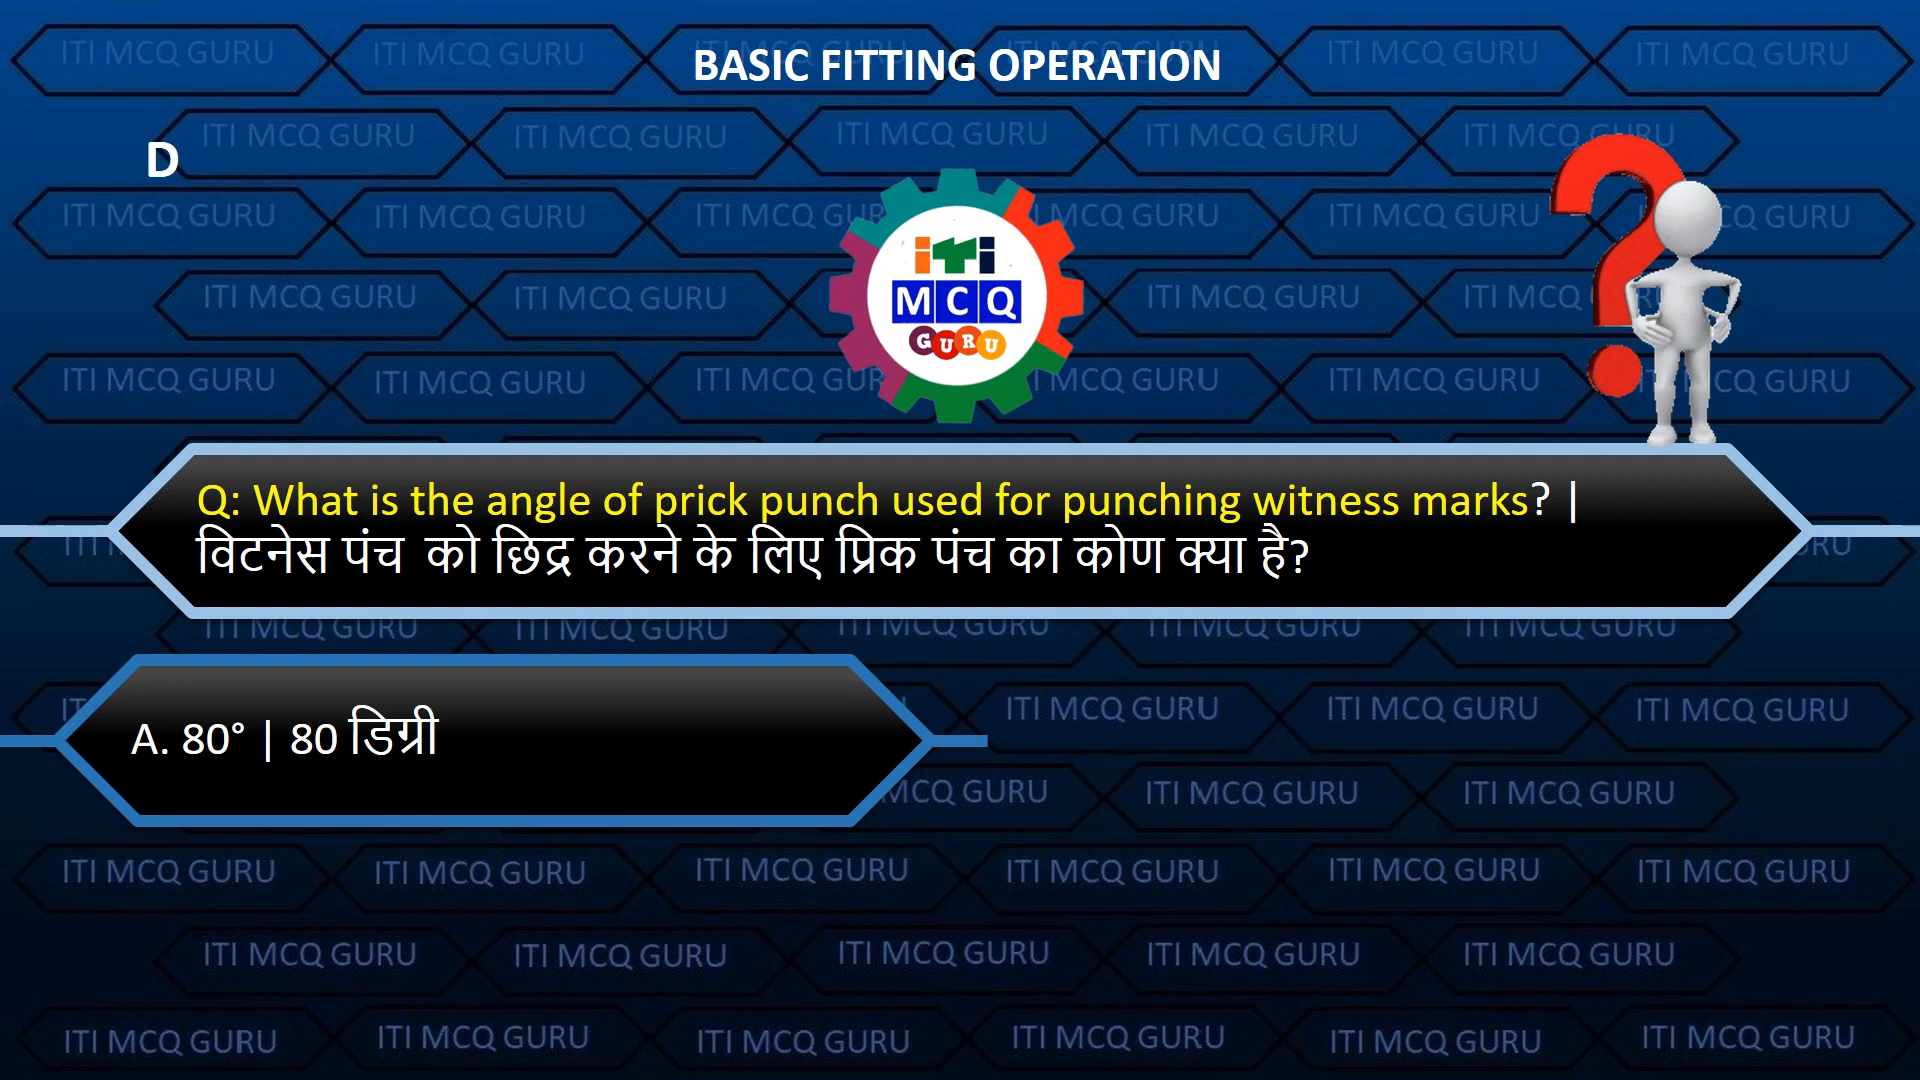 BASIC FITTING OPERATION
D
iTi
MCQ
GURU
Q: What is the angle of prick punch used for punching witness marks? |
विटनेस पंच को छिद्र करने के लिए प्रिक पंच का कोण क्या है?
A. 80° | 80 डिग्री
ITI MCQ GURU